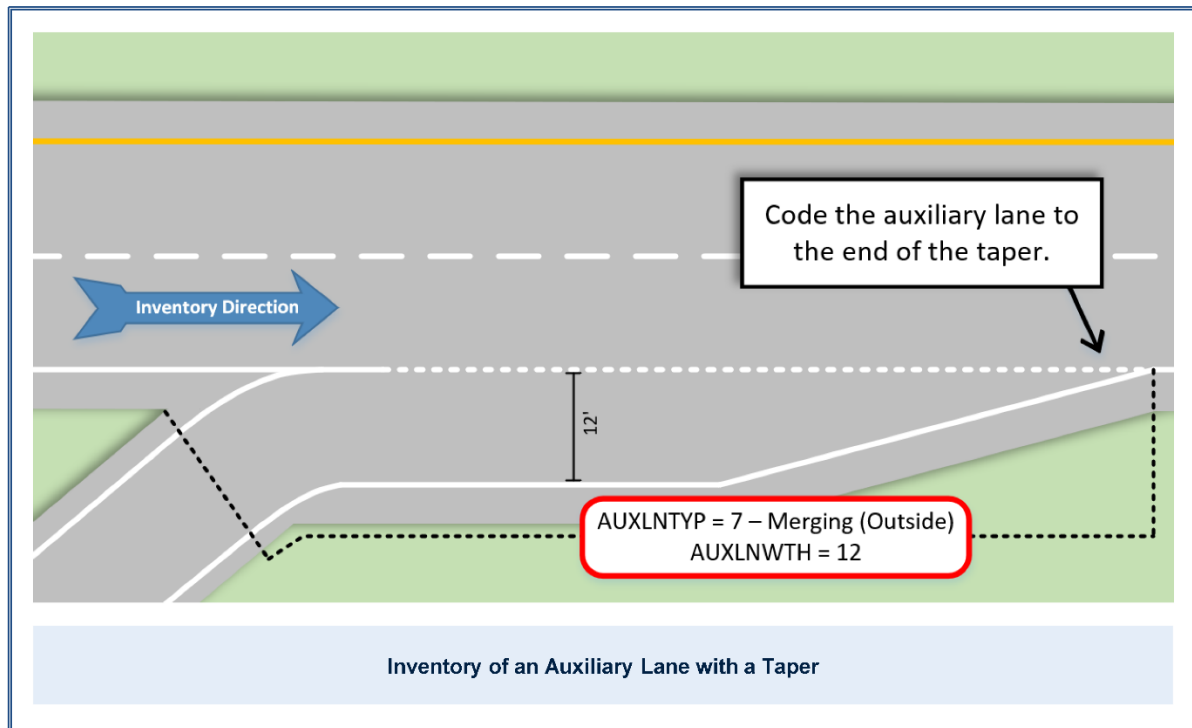 Code the auxiliary lane to
the end of the taper.
Inventory Direction
12'
AUXLNTYP = 7 – Merging (Outside)
AUXLNWTH = 12
Inventory of an Auxiliary Lane with a Taper